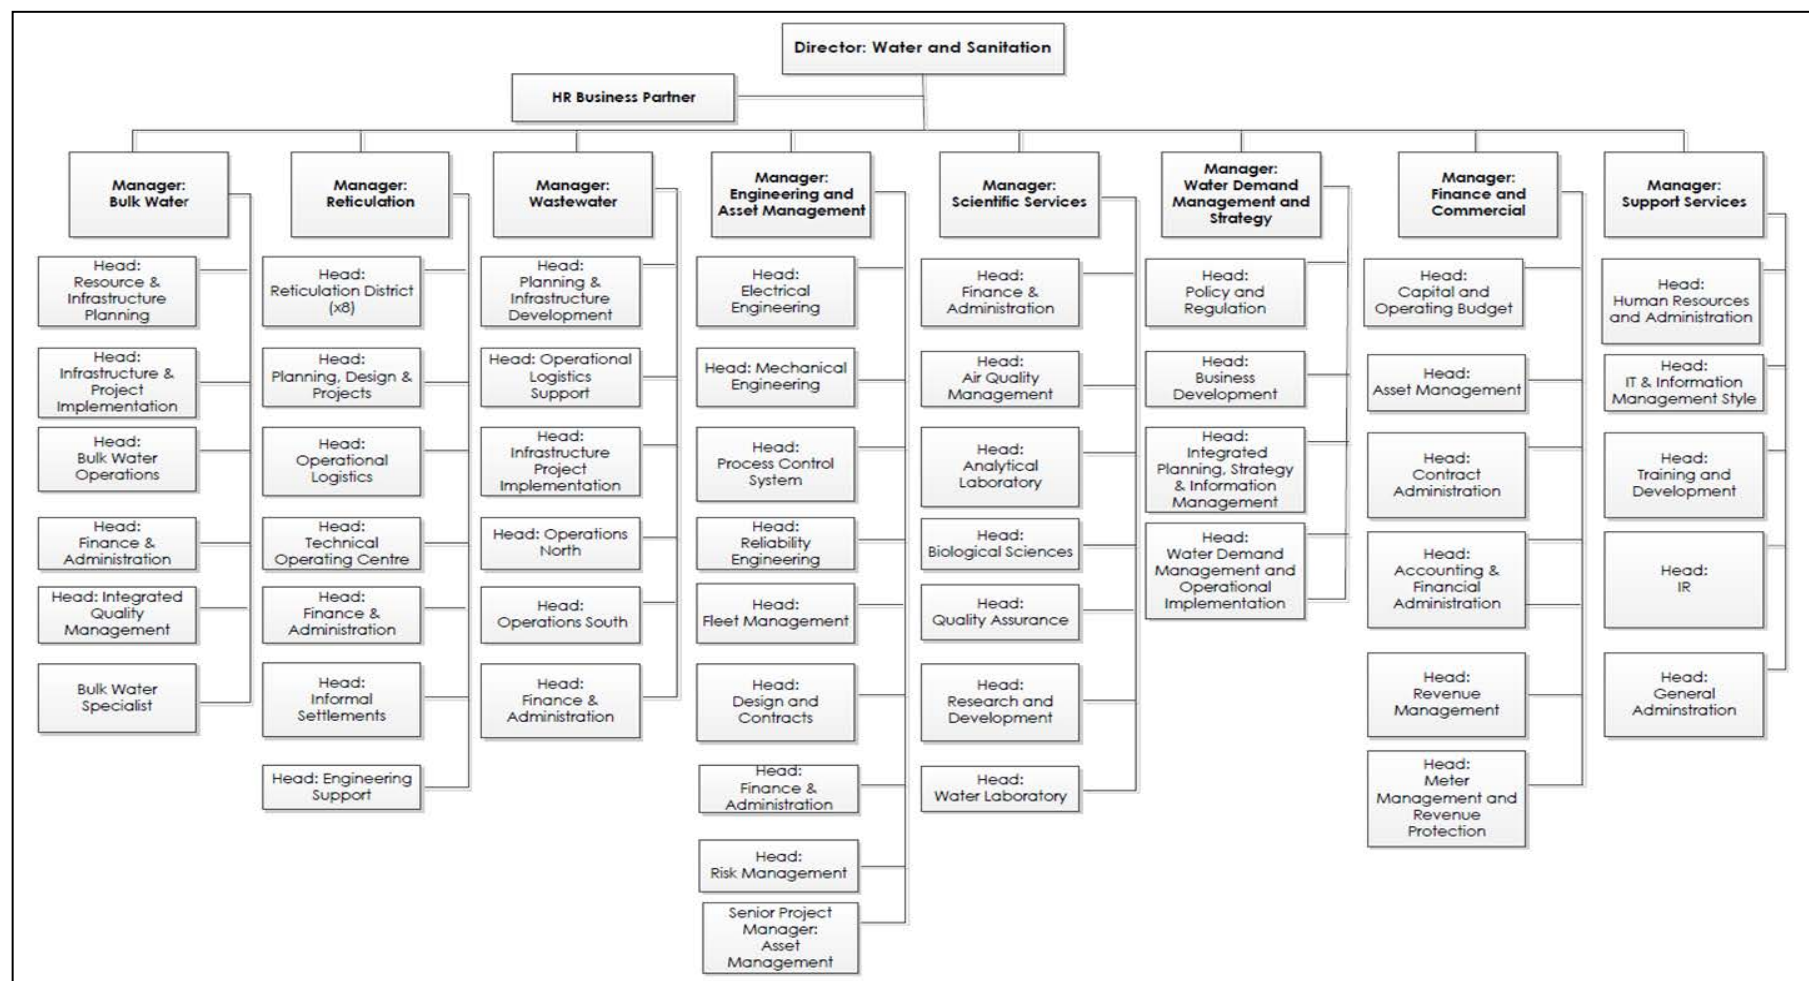 Director: Water and Sanitation
HR Business Partner
Manager:
Bulk Water
Head:
Resource &
Infrastructure
Planning
Head:
Infrastructure &
Project
Implementation
Head:
Bulk Water
Operations
Head:
Finance &
Administration
Head: Integrated
Quality
Management
Bulk Water
Specialist
Manager:
Reticulation
Head:
Reticulation District
(x8)
Head:
Planning, Design &
Projects
Head:
Operational
Logistics
Head:
Technical
Operating Centre
Head:
Finance &
Administration
Head:
Informal
Settlements
Head: Engineering
Support
Manager:
Wastewater
Head:
Planning &
Infrastructure
Development
Head: Operational
Logistics
Support
Head:
Infrastructure
Project
Implementation
Head: Operations
North
Head:
Operations South
Head:
Finance &
Administration
Manager:
Engineering and
Asset Management
Head:
Electrical
Engineering
Head: Mechanical
Engineering
Head:
Process Control
System
Head:
Reliability
Engineering
Head:
Fleet Management
Head:
Design and
Contracts
Head:
Finance &
Administration
Head:
Risk Management
Senior Project
Manager:
Asset
Management
Manager:
Scientific Services
Head:
Finance &
Administration
Head:
Air Quality
Management
Head:
Analytical
Laboratory
Head:
Biological Sciences
Head:
Quality Assurance
Head:
Research and
Development
Head:
Water Laboratory
Manager:
Water Demand
Management and
Strategy
Head:
Policy and
Regulation
Head:
Business
Development
Head:
Integrated
Planning, Strategy
& Information
Management
Head:
Water Demand
Management and
Operational
Implementation
Manager:
Finance and
Commercial
Head:
Capital and
Operating Budget
Head:
Asset Management
Head:
Contract
Administration
Head:
Accounting &
Financial
Administration
Head:
Revenue
Management
Head:
Meter
Management and
Revenue
Protection
Manager:
Support Services
Head:
Human Resources
and Administration
Head:
IT & Information
Management Style
Head:
Training and
Development
Head:
IR
Head:
General
Adminstration